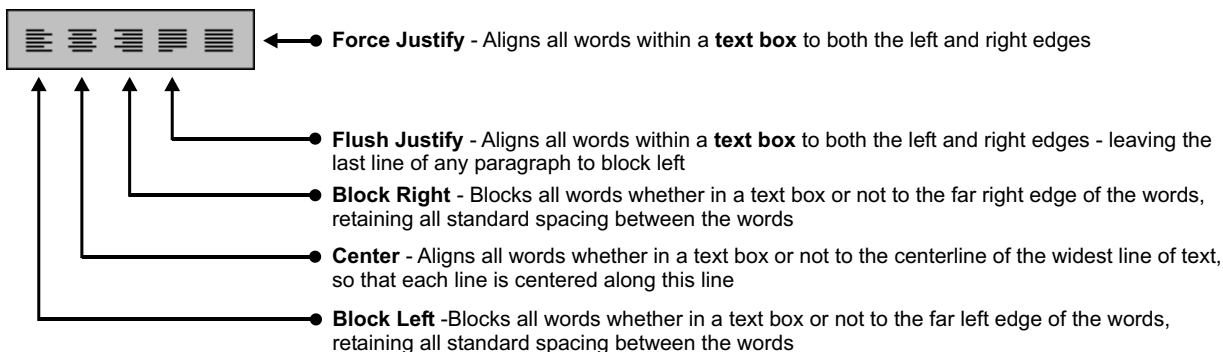 Force Justify - Aligns all words within a text box to both the left and right edges
Flush Justify - Aligns all words within a text box to both the left and right edges - leaving the
last line of any paragraph to block left
Block Right - Blocks all words whether in a text box or not to the far right edge of the words,
retaining all standard spacing between the words
Center - Aligns all words whether in a text box or not to the centerline of the widest line of text,
so that each line is centered along this line
Block Left -Blocks all words whether in a text box or not to the far left edge of the words,
retaining all standard spacing between the words